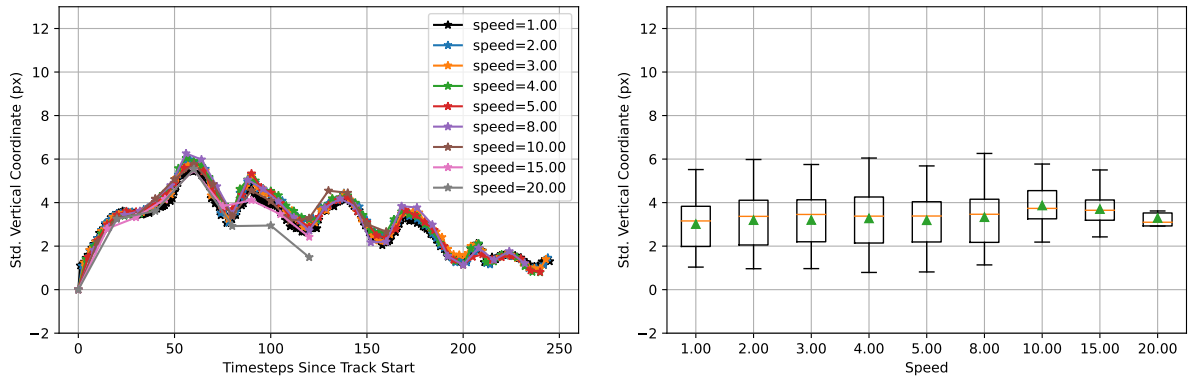 12
10
8
6
4
2
0
−2
0
50
100
150
200
250
Std. Vertical Coordinate (px)
Timesteps Since Track Start
speed=1.00
speed=2.00
speed=3.00
speed=4.00
speed=5.00
speed=8.00
speed=10.00
speed=15.00
speed=20.00
12
10
8
6
4
2
0
−2
1.00
2.00
3.00
4.00
5.00
8.00
10.00
15.00
20.00
Std. Vertical Coordiante (px)
Speed